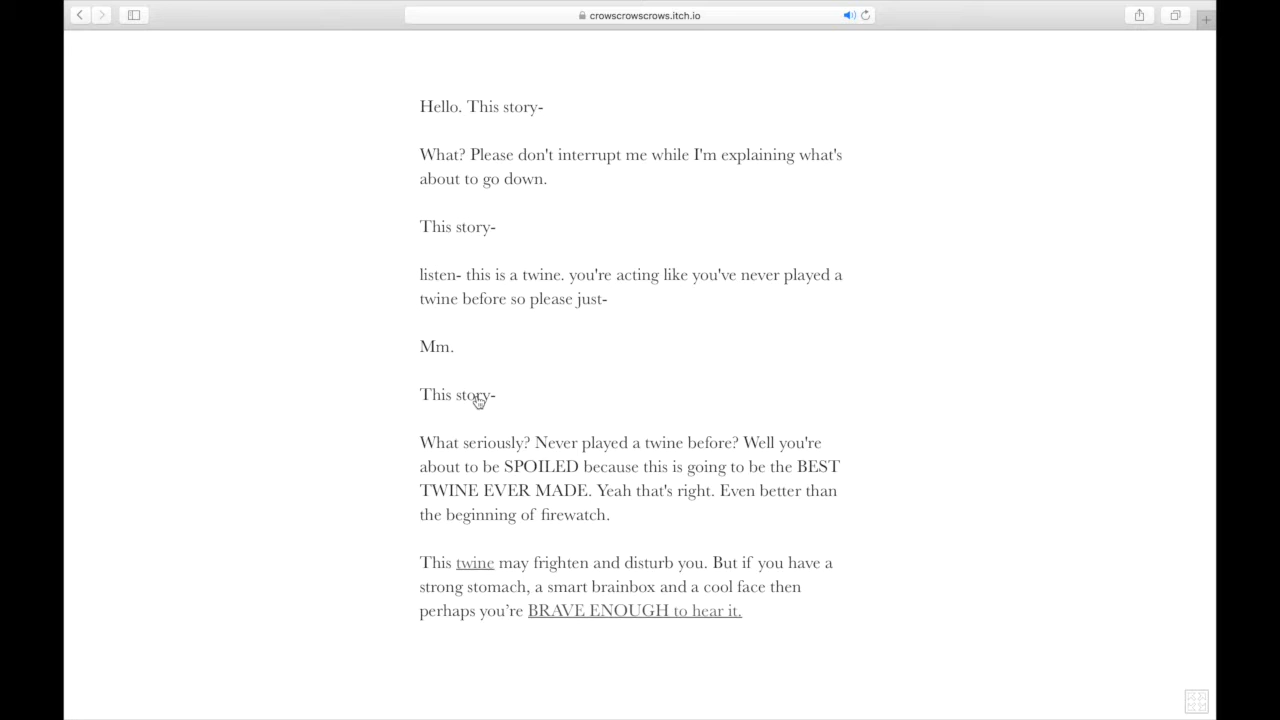 crowscrowscrows.itch.io
Hello. This story-
What? Please don't interrupt me while I'm explaining what's
about to go down.
This story-
listen- this is a twine. you're acting like you've never played a
twine before so please just-
Mm.
This story-
What seriously? Never played a twine before? Well you're
about to be SPOILED because this is going to be the BEST
TWINE EVER MADE. Yeah that's right. Even better than
the beginning of firewatch.
This twine may frighten and disturb you. But if you have a
strong stomach, a smart brainbox and a cool face then
perhaps you’re BRAVE ENOUGH to hear it.